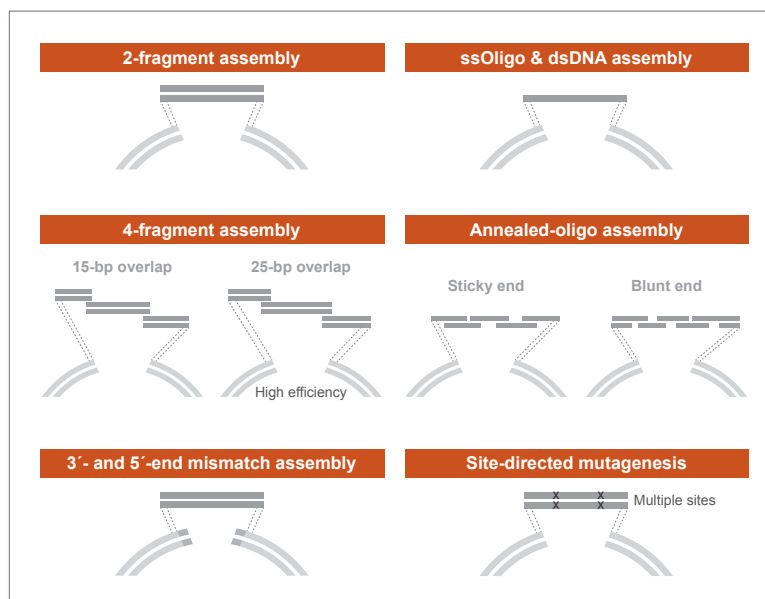 2-fragment assembly
ssOligo & dsDNA assembly
4-fragment assembly
15-bp overlap
25-bp overlap
High efficiency
Annealed-oligo assembly
Sticky end
Blunt end
3´- and 5´-end mismatch assembly
Site-directed mutagenesis
x x
x x
Multiple sites